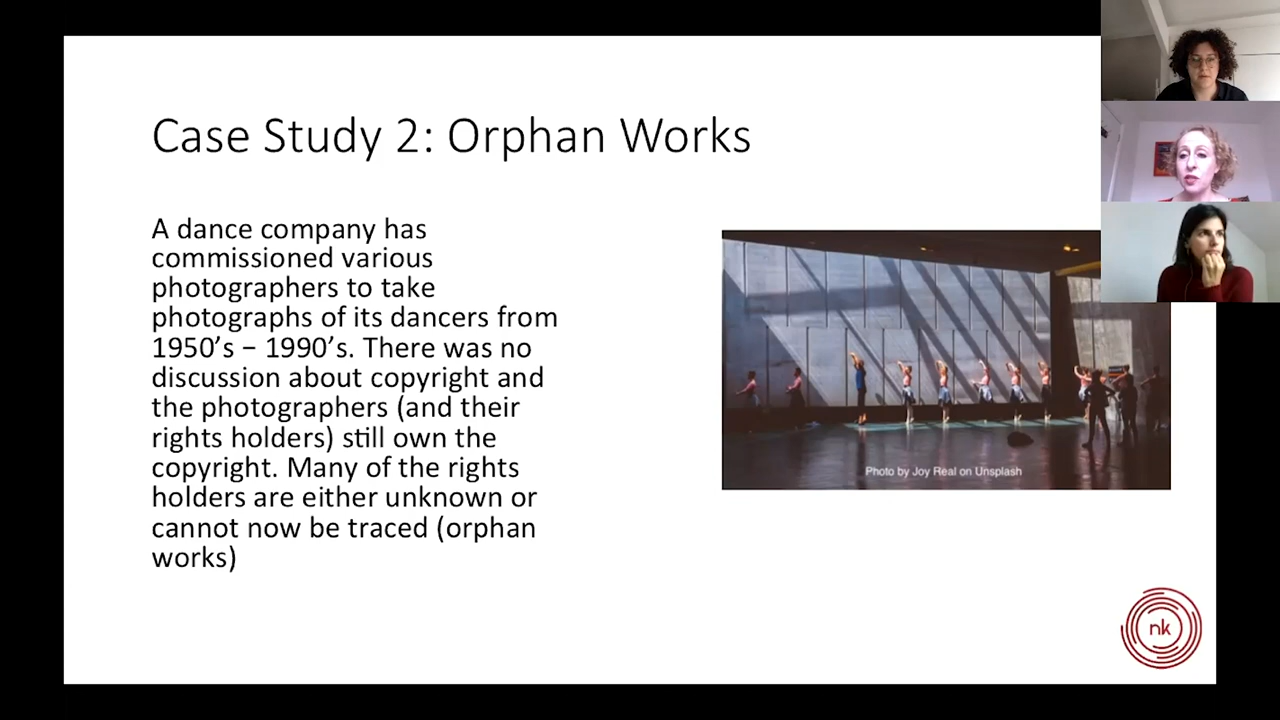 Case Study 2: Orphan Works
A dance company has
commissioned various
photographers to take
photographs of its dancers from
1950’s – 1990’s. There was no
discussion about copyright and
the photographers (and their
rights holders) still own the
copyright. Many of the rights
holders are either unknown or
cannot now be traced (orphan
works)
Photo by Joy Real on Unsplash
nk